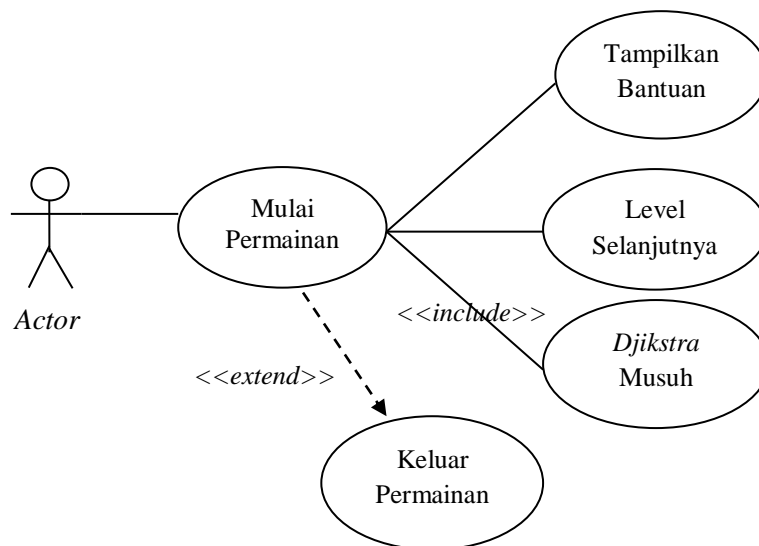 Tampilkan
Bantuan
Mulai
Permainan
Level
Selanjutnya
<<include>>
Actor
Djikstra
Musuh
<<extend>>
Keluar
Permainan